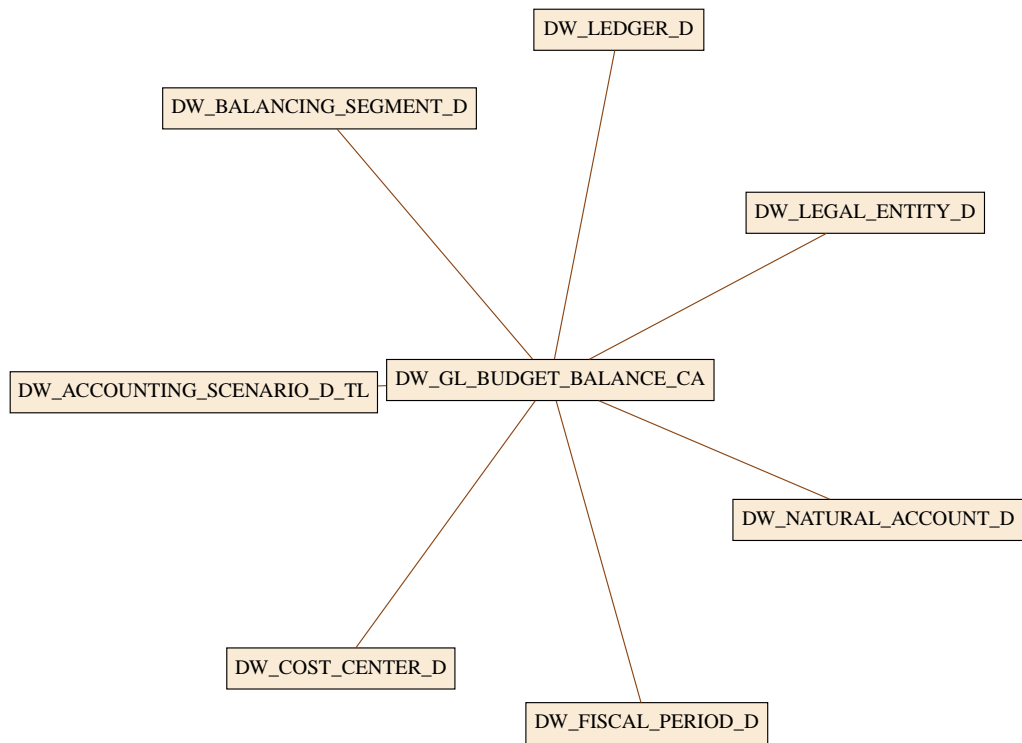 DW_LEDGER_D
DW_BALANCING_SEGMENT_D
DW_LEGAL_ENTITY_D
DW_GL_BUDGET_BALANCE_CA
DW_ACCOUNTING_SCENARIO_D_TL
DW_NATURAL_ACCOUNT_D
DW_COST_CENTER_D
DW_FISCAL_PERIOD_D